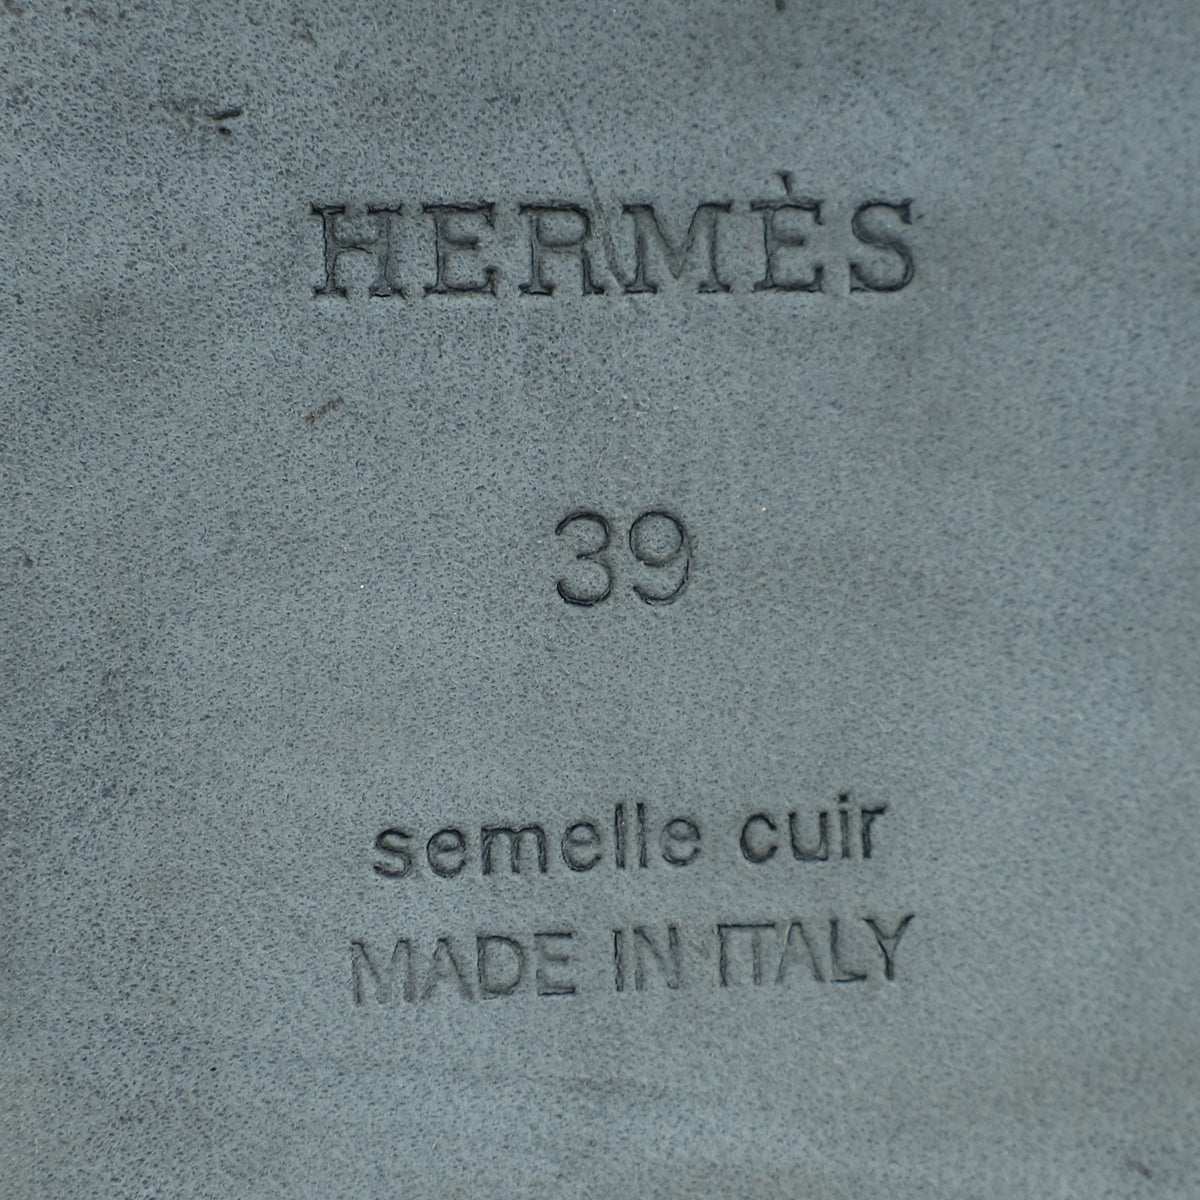 HERMÈS
39
semelle cuir
MADE IN ITALY